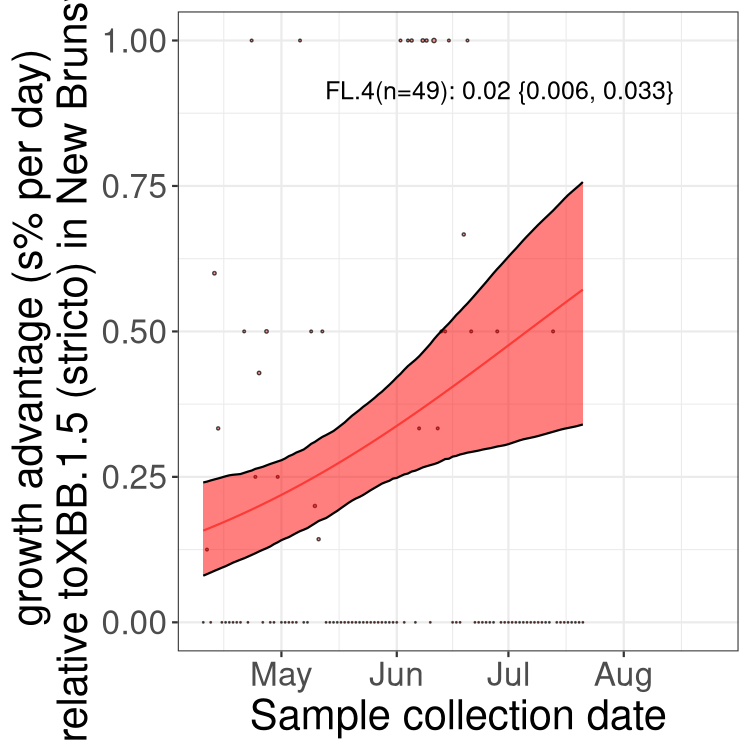 growth advantage (s% per day)
relative toXBB.1.5 (stricto) in New
1.00
0.75
0.50
0.25
0.00
FL.4(n=49): 0.02 {0.006, 0.033}
May Jun Jul Aug
Sample collection date